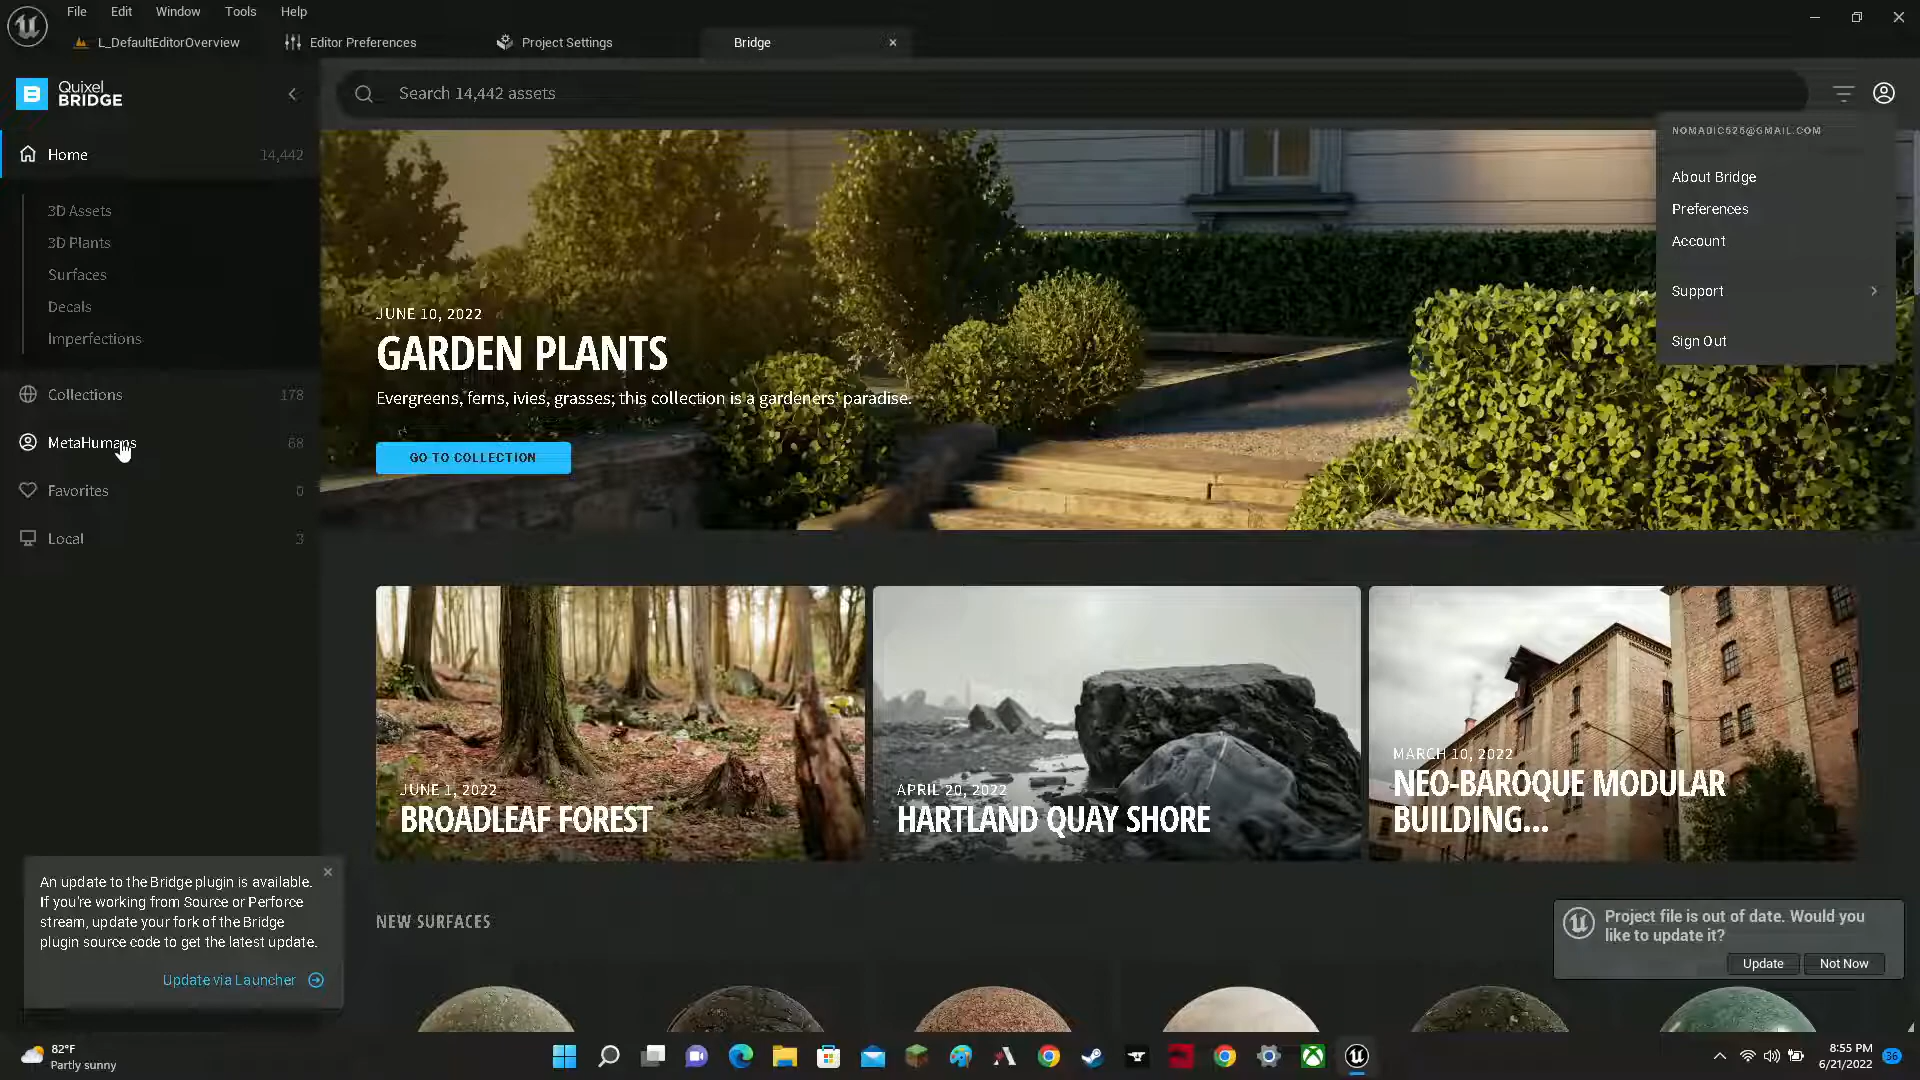 File Edit Window Tools Help
L_DefaultEditorOverview Editor Preferences Project Settings Bridge
Quixel
BRIDGE
Search 14,442 assets
NOMADIC525@GMAIL.COM
Home 14,442
About Bridge
Preferences
3D Assets
Account
3D Plants
Surfaces
Support
Decals
JUNE 10, 2022
Imperfections
Sign Out
GARDEN PLANTS
Collections 178
Evergreens, ferns, ivies, grasses; this collection is a gardeners' paradise.
MetaHumans 68
GO TO COLLECTION
Favorites 0
Local 3
JUNE 1, 2022
BROADLEAF FOREST
APRIL 20, 2022
HARTLAND QUAY SHORE
MARCH 10, 2022
NEO-BAROQUE MODULAR
BUILDING...
An update to the Bridge plugin is available.
If you're working from Source or Perforce
stream, update your fork of the Bridge
plugin source code to get the latest update.
Update via Launcher
NEW SURFACES
Project file is out of date. Would you
like to update it?
Update Not Now
82°F
Partly sunny
8:55 PM
6/21/2022
36